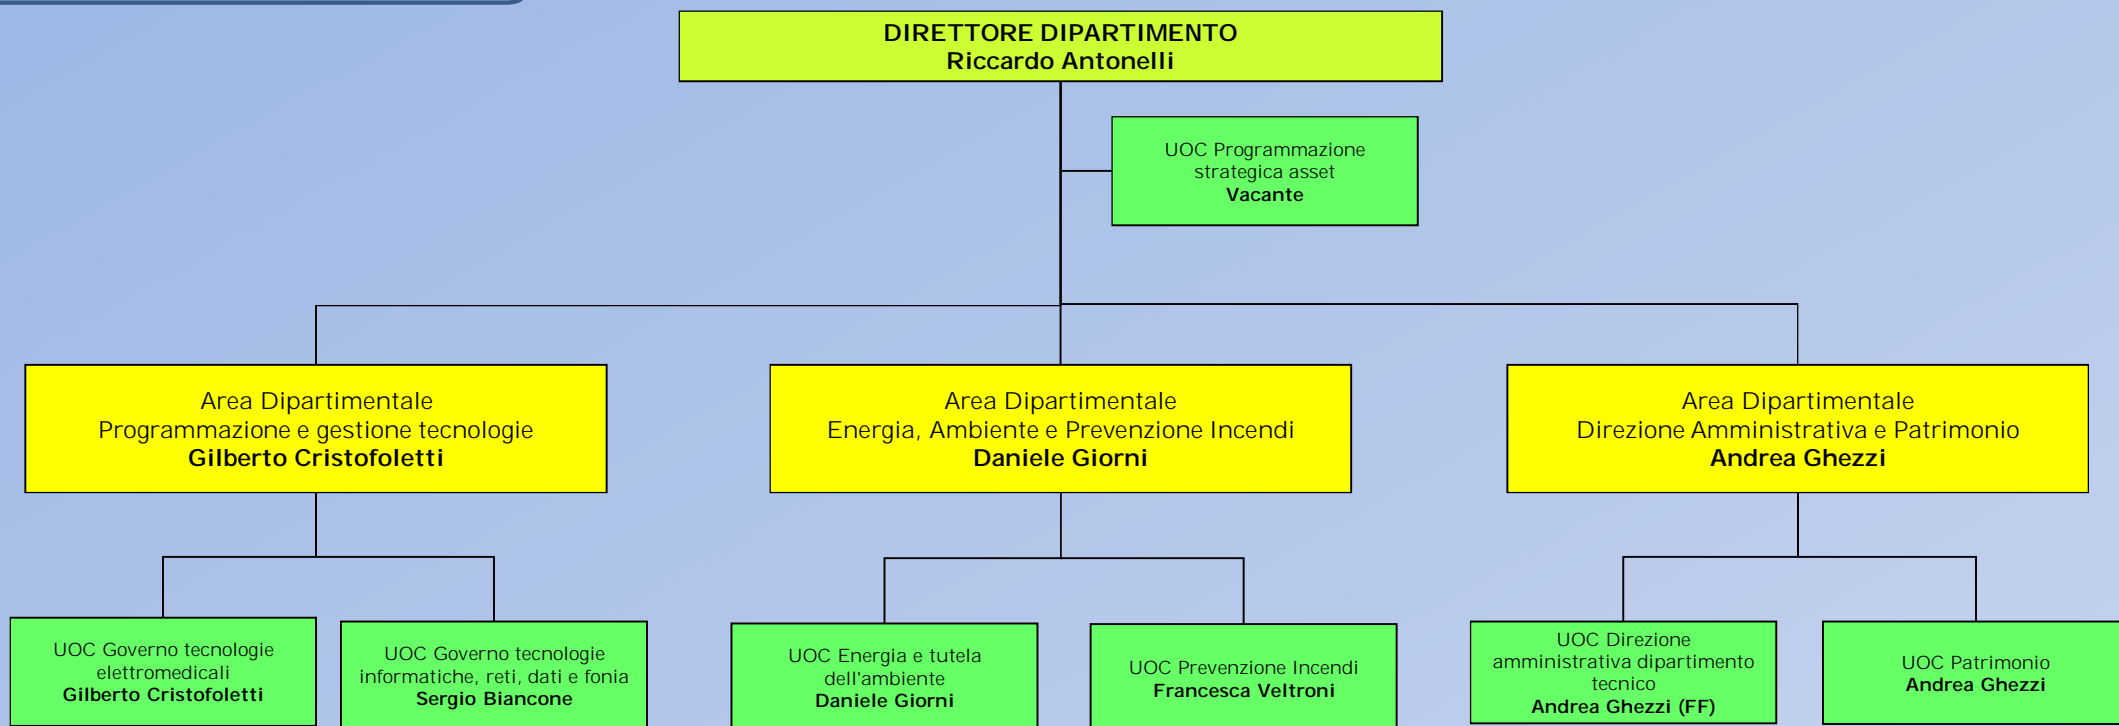 DIRETTORE DIPARTIMENTO
Riccardo Antonelli
UOC Programmazione
strategica asset
Vacante
Area Dipartimentale
Programmazione e gestione tecnologie
Gilberto Cristofoletti
Area Dipartimentale
Energia, Ambiente e Prevenzione Incendi
Daniele Giorni
Area Dipartimentale
Direzione Amministrativa e Patrimonio
Andrea Ghezzi
UOC Governo tecnologie
elettromedicali
Gilberto Cristofoletti
UOC Governo tecnologie
informatiche, reti, dati e fonia
Sergio Biancone
UOC Energia e tutela
dell'ambiente
Daniele Giorni
UOC Prevenzione Incendi
Francesca Veltroni
UOC Direzione
amministrativa dipartimento
tecnico
Andrea Ghezzi (FF)
UOC Patrimonio
Andrea Ghezzi